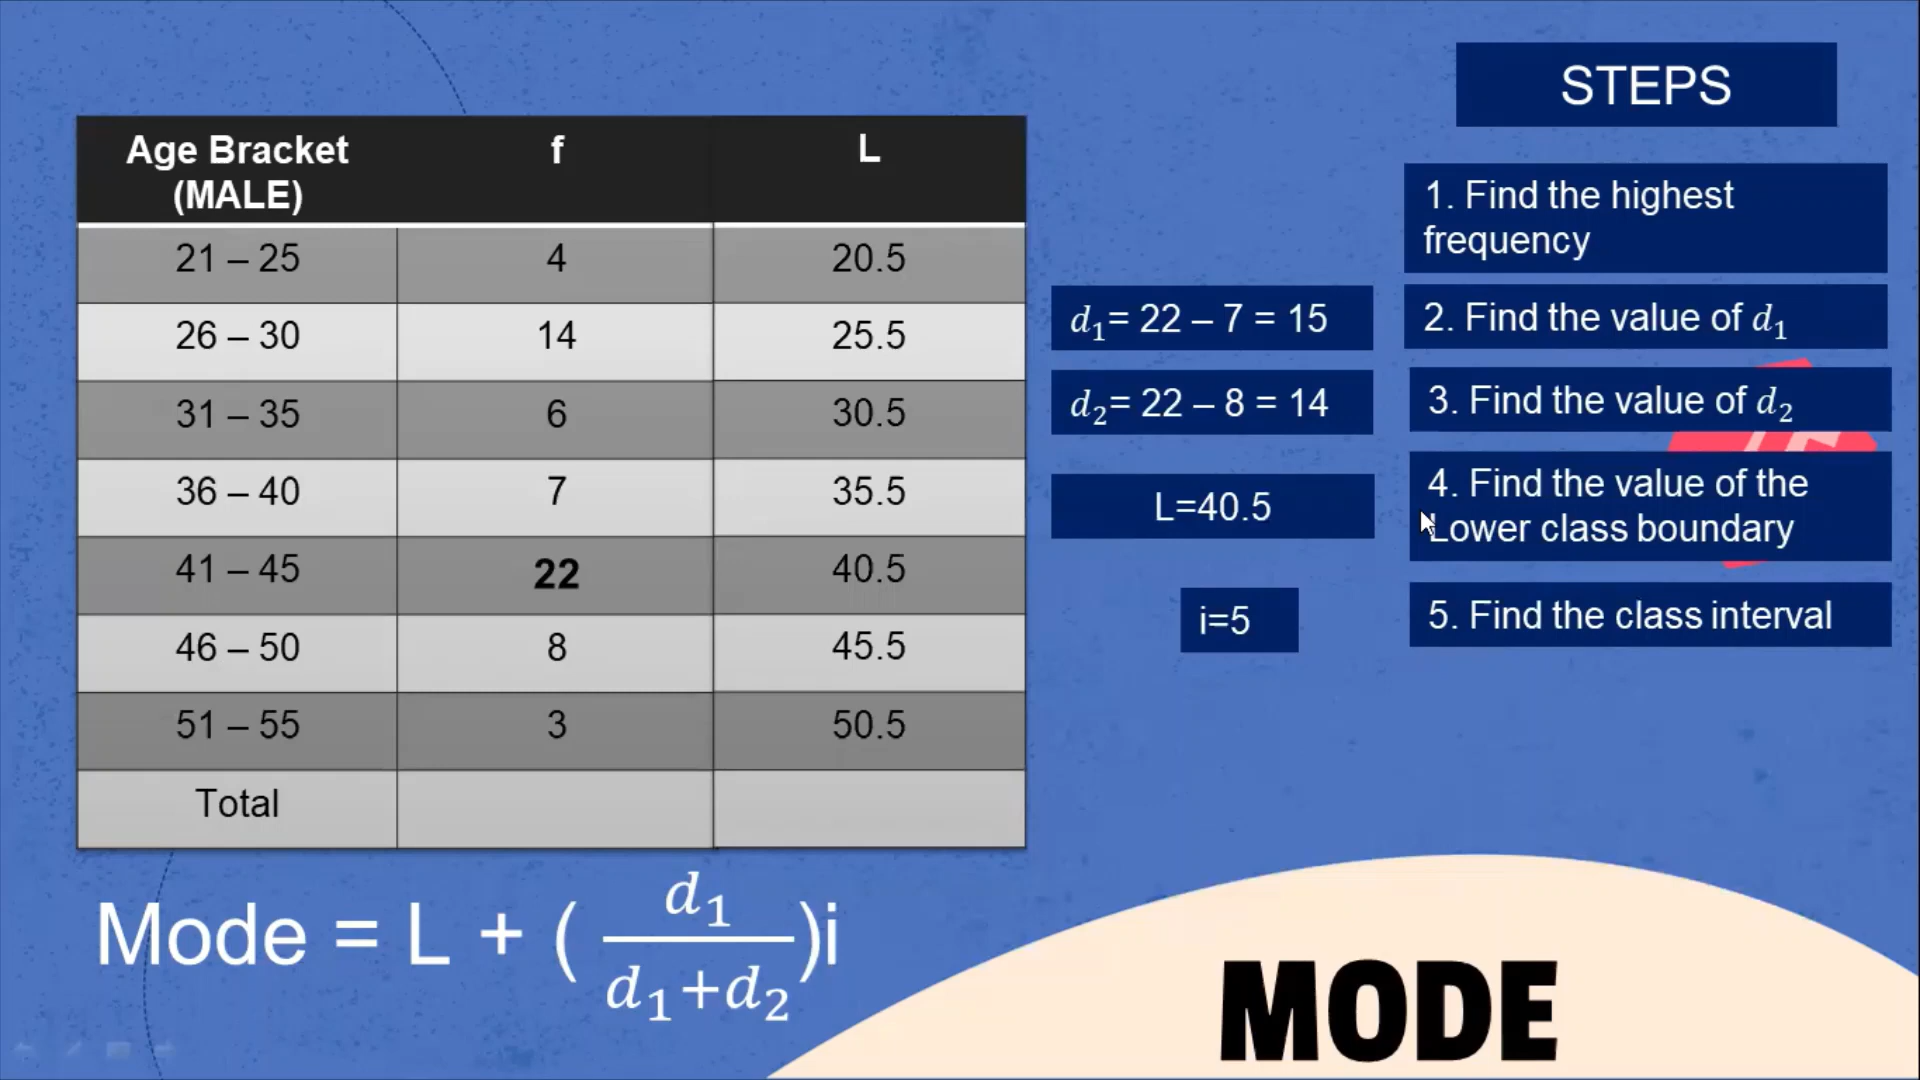 STEPS
Age Bracket f L
(MALE)
21 – 25 4 20.5
26 – 30 14 25.5
31 – 35 6 30.5
36 – 40 7 35.5
41 – 45 22 40.5
46 – 50 8 45.5
51 – 55 3 50.5
Total
d₁= 22 – 7 = 15
d₂= 22 – 8 = 14
L=40.5
i=5
1. Find the highest
frequency
2. Find the value of d₁
3. Find the value of d₂
4. Find the value of the
Lower class boundary
5. Find the class interval
Mode = L + (d₁/d₁+d₂)i
MODE